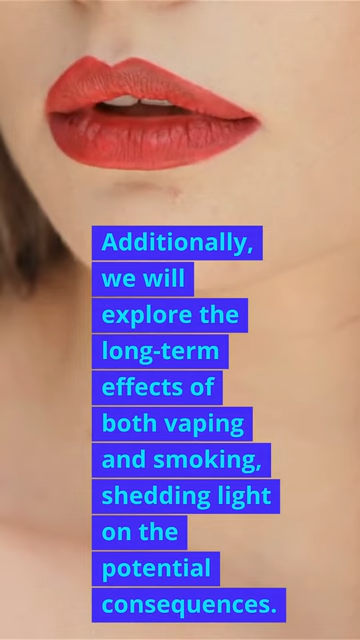 Additionally,
we will
explore the
long-term
effects of
both vaping
and smoking,
shedding light
on the
potential
consequences.